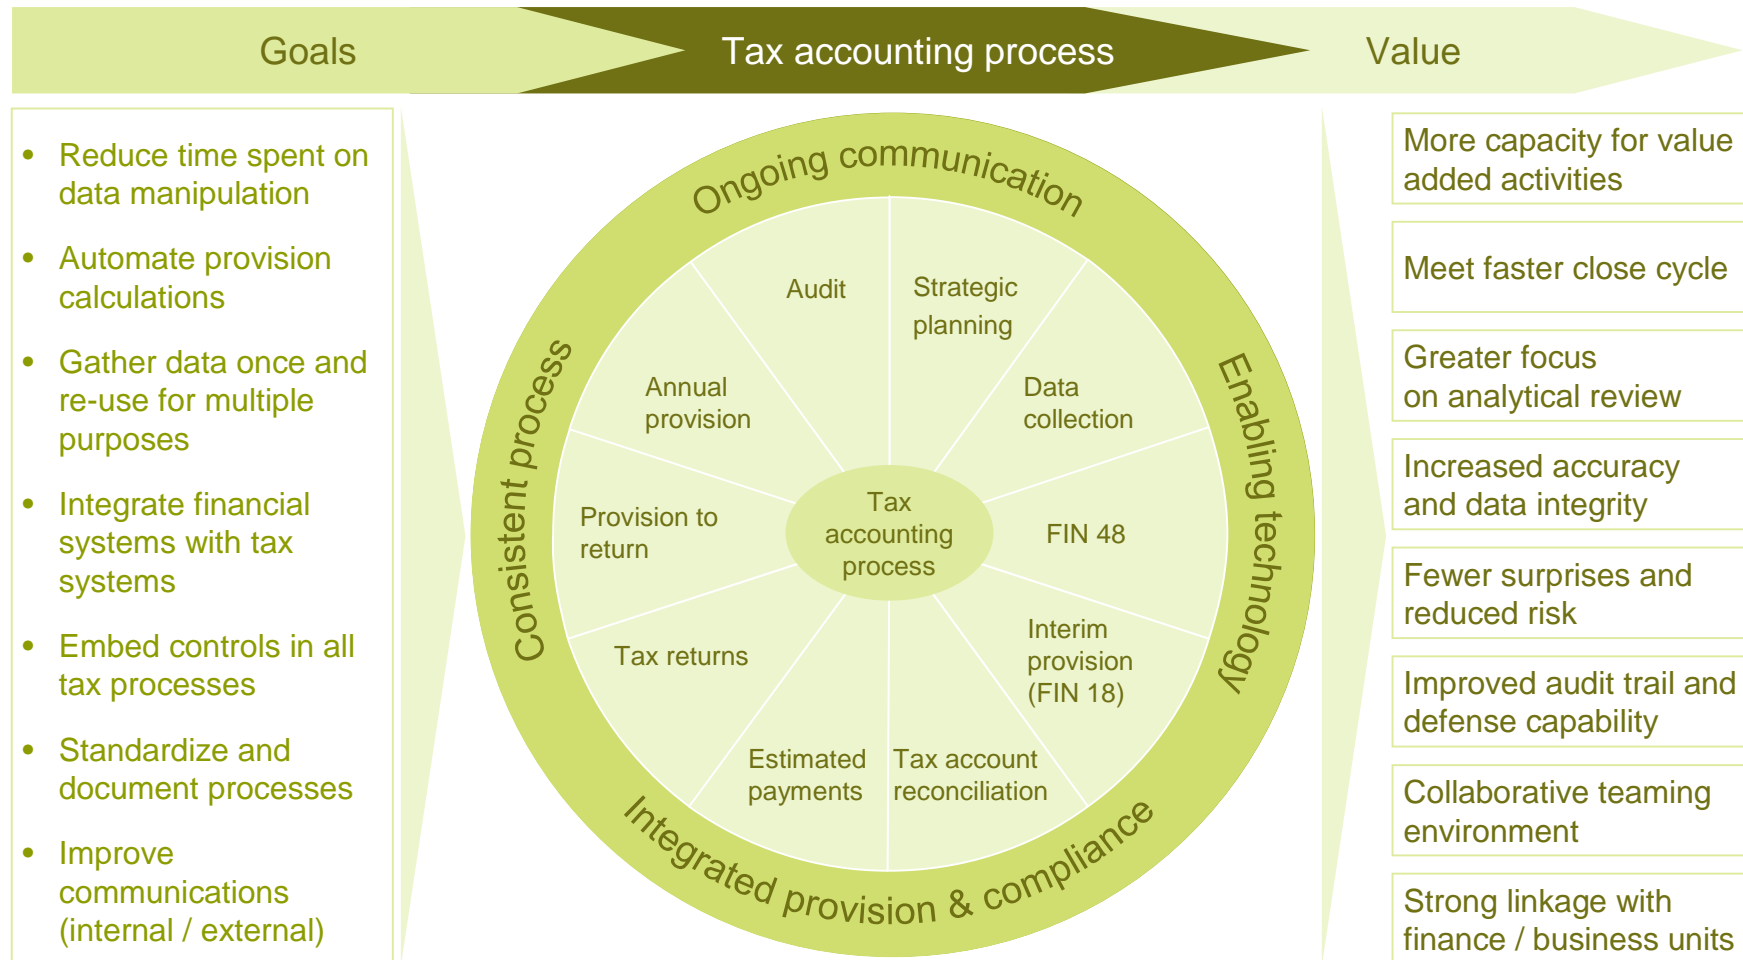 Goals
Tax accounting process
Value
• Reduce time spent on
data manipulation
• Automate provision
calculations
• Gather data once and
re-use for multiple
purposes
• Integrate financial
systems with tax
systems
• Embed controls in all
tax processes
• Standardize and
document processes
• Improve
communications
(internal / external)
Ongoing communication
Enabling technology
Integrated provision & compliance
Consistent process
Audit
Strategic
planning
Data
collection
FIN 48
Interim
provision
(FIN 18)
Tax account
reconciliation
Estimated
payments
Tax returns
Provision to
return
Annual
provision
Tax
accounting
process
More capacity for value
added activities
Meet faster close cycle
Greater focus
on analytical review
Increased accuracy
and data integrity
Fewer surprises and
reduced risk
Improved audit trail and
defense capability
Collaborative teaming
environment
Strong linkage with
finance / business units